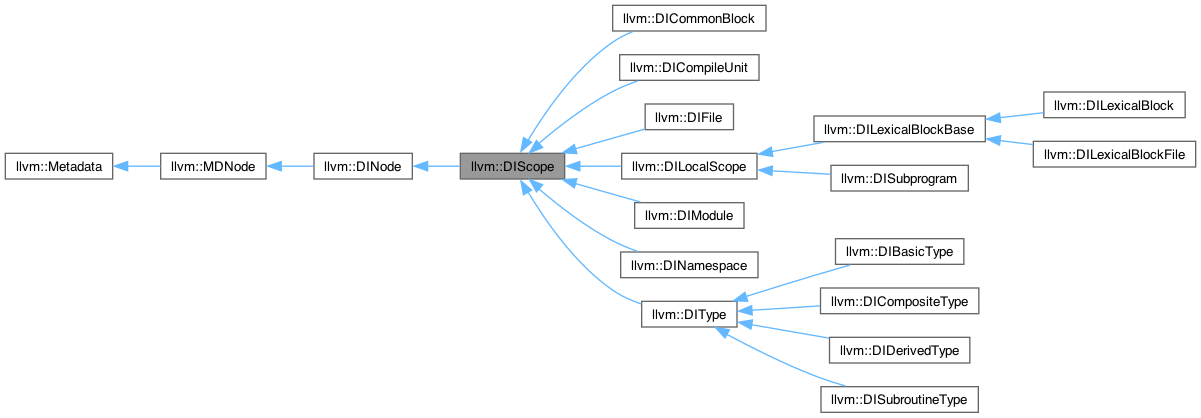 llvm::Metadata
llvm::MDNode
llvm::DINode
llvm::DIScope
llvm::DICommonBlock
llvm::DICompileUnit
llvm::DIFile
llvm::DILocalScope
llvm::DILexicalBlockBase
llvm::DILexicalBlock
llvm::DILexicalBlockFile
llvm::DISubprogram
llvm::DIModule
llvm::DINamespace
llvm::DIType
llvm::DIBasicType
llvm::DICompositeType
llvm::DIDerivedType
llvm::DISubroutineType